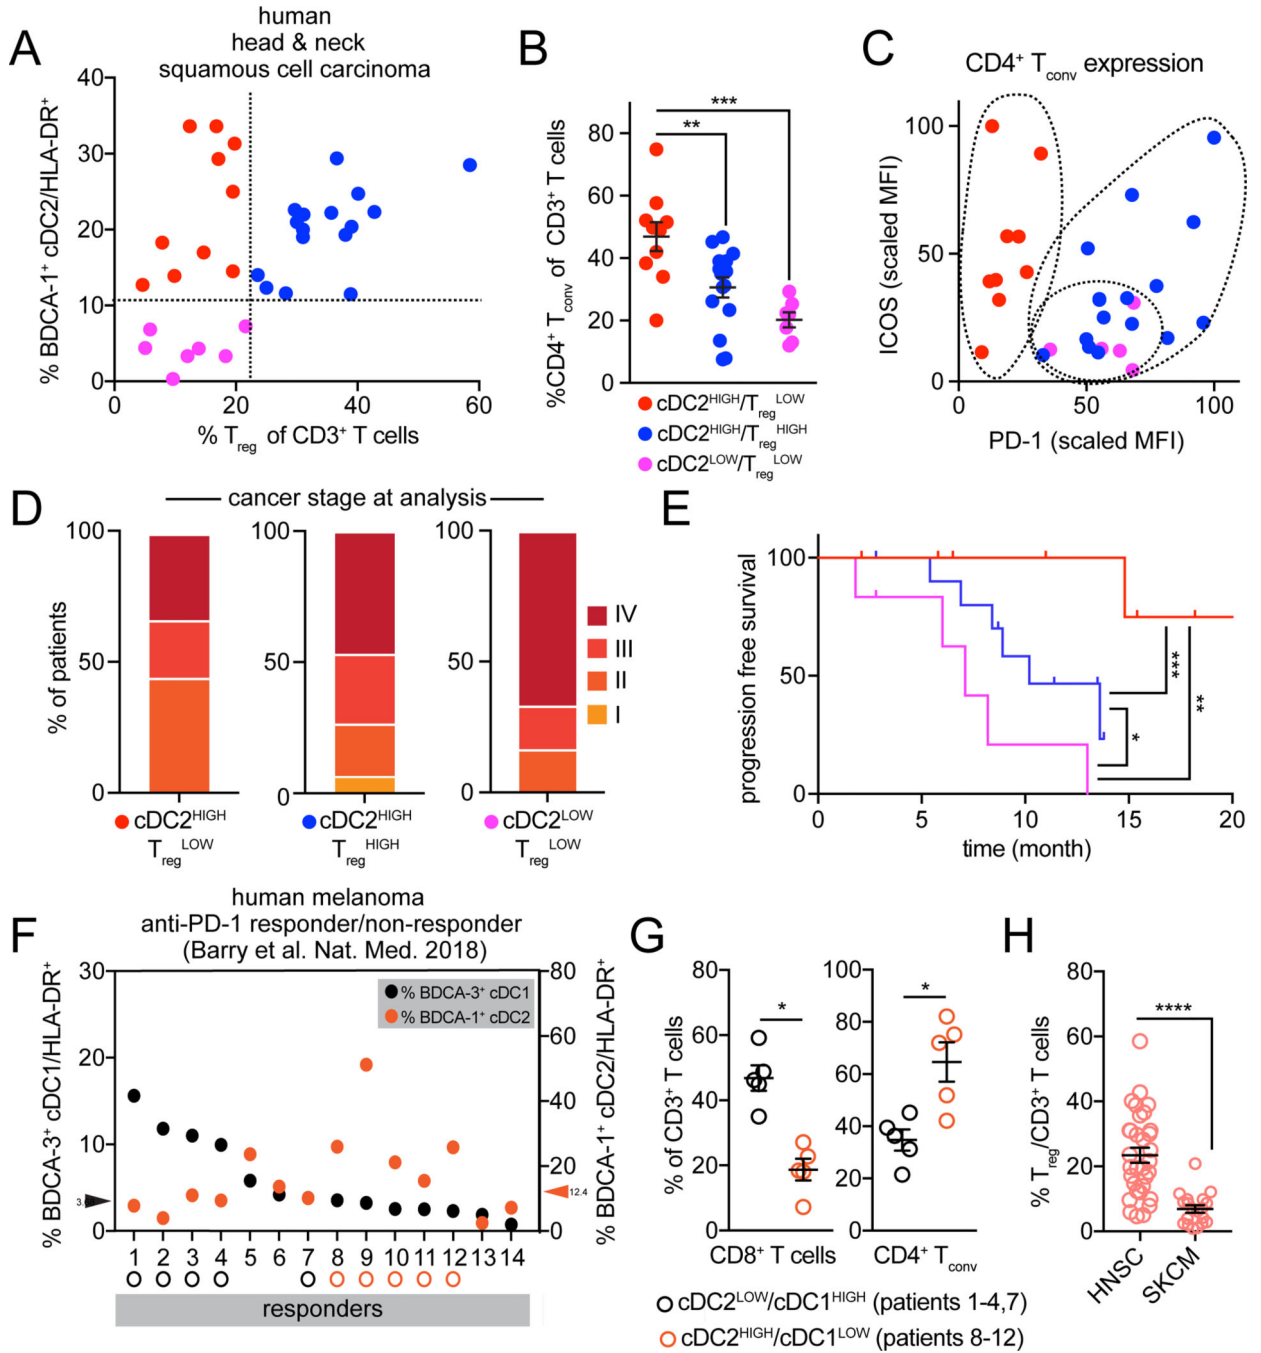 A
human
head & neck
squamous cell carcinoma
% BDCA-1⁺ cDC2/HLA-DR⁺
40
30
20
10
0
0 20 40 60
% Treg of CD3⁺ T cells
B
%CD4⁺ Tconv of CD3⁺ T cells
80
60
40
20
0
***
**
cDC2HIGH/TregLOW
cDC2HIGH/TregHIGH
cDC2LOW/TregLOW
C
CD4⁺ Tconv expression
ICOS (scaled MFI)
100
50
0
0 50 100
PD-1 (scaled MFI)
D
cancer stage at analysis
% of patients
100
50
0
100
50
0
100
50
0
IV
III
II
I
cDC2HIGH
TregLOW
cDC2HIGH
TregHIGH
cDC2LOW
TregLOW
E
progression free survival
100
50
0
0 5 10 15 20
time (month)
***
**
*
F
human melanoma
anti-PD-1 responder/non-responder
(Barry et al. Nat. Med. 2018)
% BDCA-3⁺ cDC1/HLA-DR⁺
30
20
10
0
% BDCA-3⁺ cDC1
% BDCA-1⁺ cDC2
80
60
40
20
0
12.4
% BDCA-1⁺ cDC2/HLA-DR⁺
1 2 3 4 5 6 7 8 9 10 11 12 13 14
responders
G
% of CD3⁺ T cells
80
60
40
20
0
*
CD8⁺ T cells
100
80
60
40
20
0
*
CD4⁺ Tconv
cDC2LOW/cDC1HIGH (patients 1-4,7)
cDC2HIGH/cDC1LOW (patients 8-12)
H
% Treg/CD3⁺ T cells
80
60
40
20
0
****
HNSC
SKCM